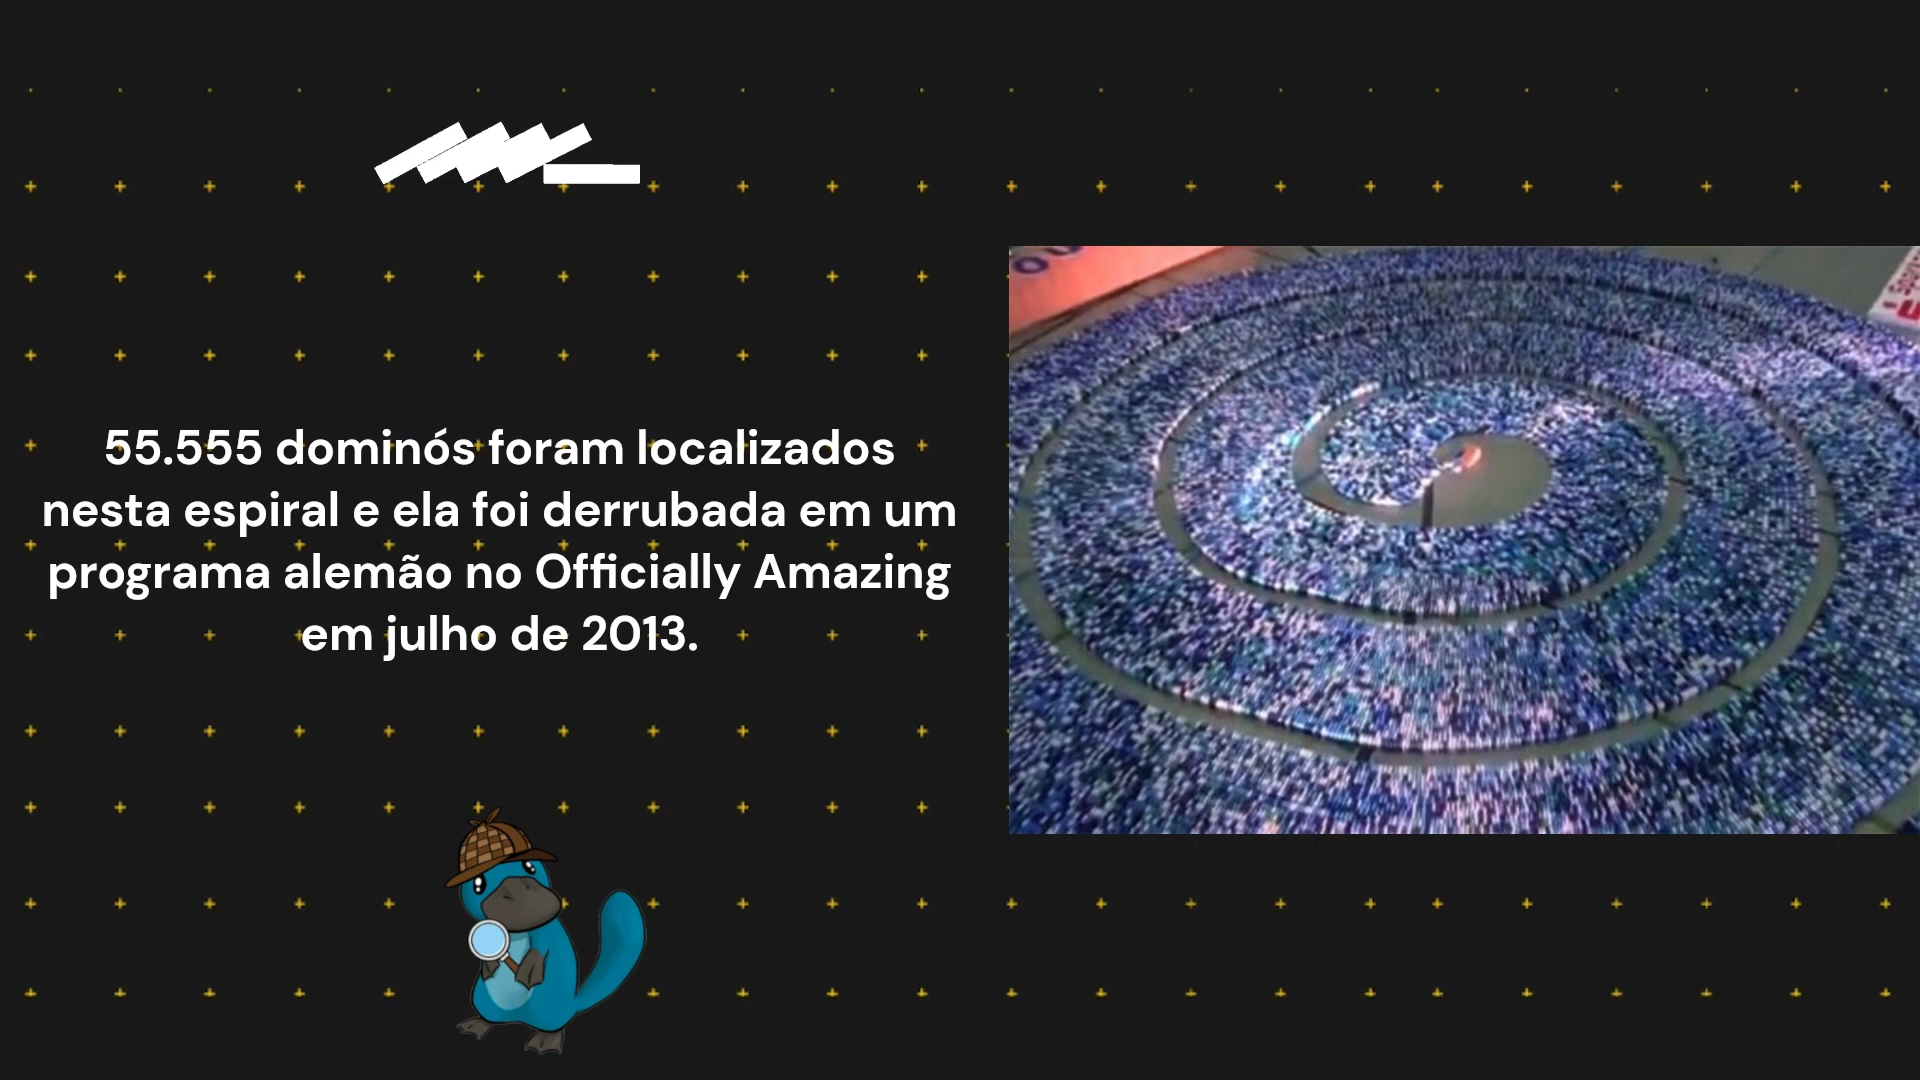 55.555 dominós foram localizados
nesta espiral e ela foi derrubada em um
programa alemão no Officially Amazing
em julho de 2013.